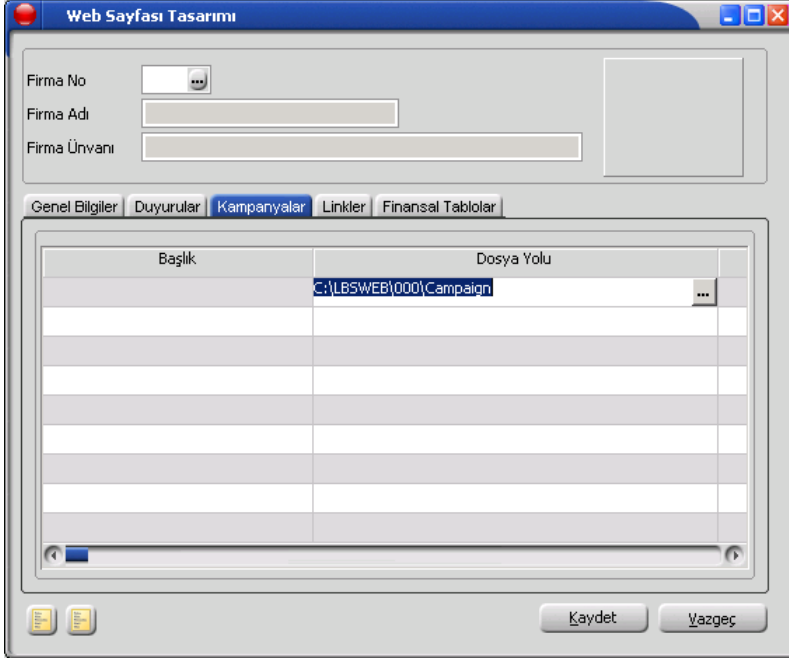 Web Sayfası Tasarımı
Firma No
...
Firma Adı
Firma Ünvanı
Genel Bilgiler Duyurular Kampanyalar Linkler Finansal Tablolar
Başlık Dosya Yolu
C:\LBSWEB\000\Campaign ...
Kaydet Vazgeç